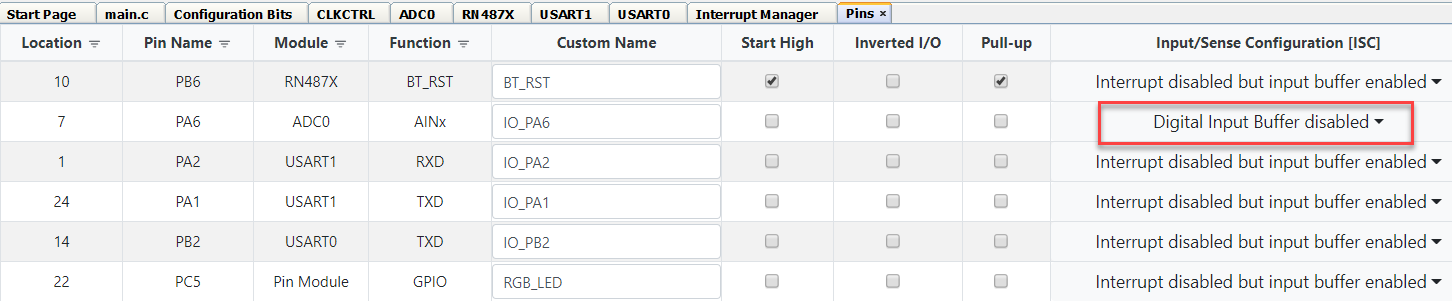 Start Page main.c Configuration Bits CLKCTRL ADC0 RN487X USART1 USART0 Interrupt Manager Pins ×
Location Pin Name Module Function Custom Name Start High Inverted I/O Pull-up Input/Sense Configuration [ISC]
10 PB6 RN487X BT_RST BT_RST Interrupt disabled but input buffer enabled
7 PA6 ADC0 AINx IO_PA6 Digital Input Buffer disabled
1 PA2 USART1 RXD IO_PA2 Interrupt disabled but input buffer enabled
24 PA1 USART1 TXD IO_PA1 Interrupt disabled but input buffer enabled
14 PB2 USART0 TXD IO_PB2 Interrupt disabled but input buffer enabled
22 PC5 Pin Module GPIO RGB_LED Interrupt disabled but input buffer enabled